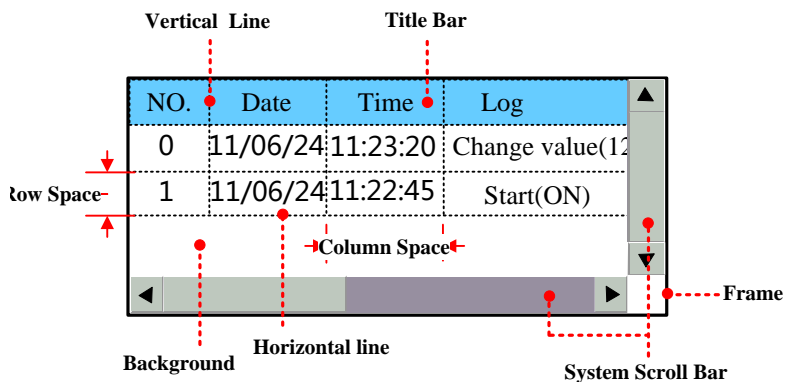 Vertical Line Title Bar
NO. Date Time Log
0 11/06/24 11:23:20 Change value(12
Row Space 1 11/06/24 11:22:45 Start(ON)
Column Space
Frame
Background Horizontal line System Scroll Bar